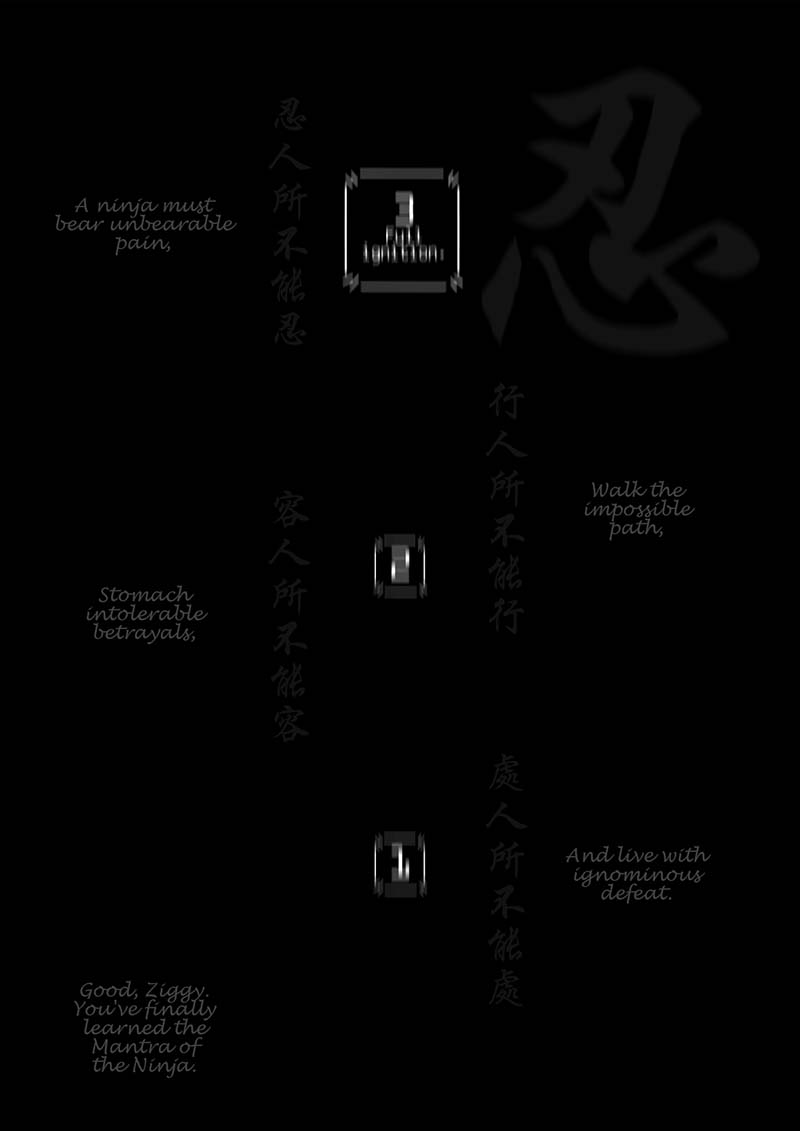 忍
忍人所不能忍
A ninja must
bear unbearable
pain,
3
Full
ignition:
行人所不能行
Walk the
impossible
path,
容人所不能容
2
Stomach
intolerable
betrayals,
處人所不能處
1.
And live with
ignominous
defeat.
Good, Ziggy.
You've finally
learned the
Mantra of
the Ninja.